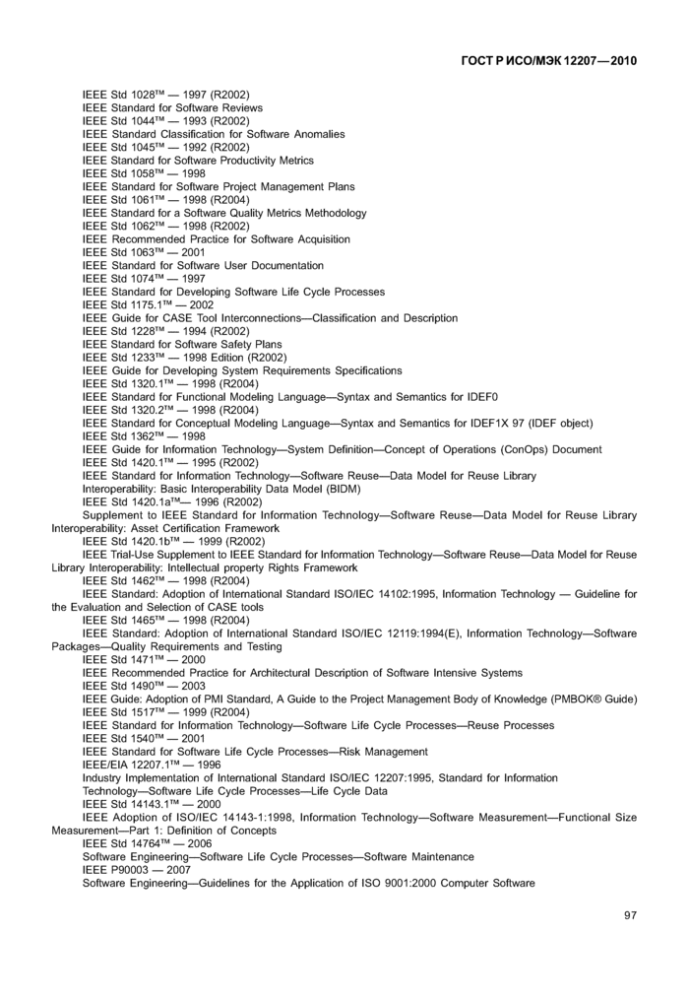 ГОСТ Р ИСО/МЭК 12207—2010
IEEE Std 1028™ — 1997 (R2002)
IEEE Standard for Software Reviews
IEEE Std 1044™ — 1993 (R2002)
IEEE Standard Classification for Software Anomalies
IEEE Std 1045™ — 1992 (R2002)
IEEE Standard for Software Productivity Metrics
IEEE Std 1058™ — 1998
IEEE Standard for Software Project Management Plans
IEEE Std 1061™ — 1998 (R2004)
IEEE Standard for a Software Quality Metrics Methodology
IEEE Std 1062™ — 1998 (R2002)
IEEE Recommended Practice for Software Acquisition
IEEE Std 1063™ — 2001
IEEE Standard for Software User Documentation
IEEE Std 1074™ — 1997
IEEE Standard for Developing Software Life Cycle Processes
IEEE Std 1175.1™ — 2002
IEEE Guide for CASE Tool Interconnections—Classification and Description
IEEE Std 1228™ — 1994 (R2002)
IEEE Standard for Software Safety Plans
IEEE Std 1233™ — 1998 Edition (R2002)
IEEE Guide for Developing System Requirements Specifications
IEEE Std 1320.1™ — 1998 (R2004)
IEEE Standard for Functional Modeling Language—Syntax and Semantics for IDEF0
IEEE Std 1320.2™ — 1998 (R2004)
IEEE Standard for Conceptual Modeling Language—Syntax and Semantics for IDEF1X 97 (IDEF object)
IEEE Std 1362™ — 1998
IEEE Guide for Information Technology—System Definition—Concept of Operations (ConOps) Document
IEEE Std 1420.1™ — 1995 (R2002)
IEEE Standard for Information Technology—Software Reuse—Data Model for Reuse Library
Interoperability: Basic Interoperability Data Model (BIDM)
IEEE Std 1420.1a™— 1996 (R2002)
Supplement to IEEE Standard for Information Technology—Software Reuse—Data Model for Reuse Library
Interoperability: Asset Certification Framework
IEEE Std 1420.1b™ — 1999 (R2002)
IEEE Trial-Use Supplement to IEEE Standard for Information Technology—Software Reuse—Data Model for Reuse
Library Interoperability: Intellectual property Rights Framework
IEEE Std 1462™ — 1998 (R2004)
IEEE Standard: Adoption of International Standard ISO/IEC 14102:1995, Information Technology — Guideline for
the Evaluation and Selection of CASE tools
IEEE Std 1465™ — 1998 (R2004)
IEEE Standard: Adoption of International Standard ISO/IEC 12119:1994(E), Information Technology—Software
Packages—Quality Requirements and Testing
IEEE Std 1471™ — 2000
IEEE Recommended Practice for Architectural Description of Software Intensive Systems
IEEE Std 1490™ — 2003
IEEE Guide: Adoption of PMI Standard, A Guide to the Project Management Body of Knowledge (PMBOK® Guide)
IEEE Std 1517™ — 1999 (R2004)
IEEE Standard for Information Technology—Software Life Cycle Processes—Reuse Processes
IEEE Std 1540™ — 2001
IEEE Standard for Software Life Cycle Processes—Risk Management
IEEE/EIA 12207.1™ — 1996
Industry Implementation of International Standard ISO/IEC 12207:1995, Standard for Information
Technology—Software Life Cycle Processes—Life Cycle Data
IEEE Std 14143.1™ — 2000
IEEE Adoption of ISO/IEC 14143-1:1998, Information Technology—Software Measurement—Functional Size
Measurement—Part 1: Definition of Concepts
IEEE Std 14764™ — 2006
Software Engineering—Software Life Cycle Processes—Software Maintenance
IEEE P90003 — 2007
Software Engineering—Guidelines for the Application of ISO 9001:2000 Computer Software
97